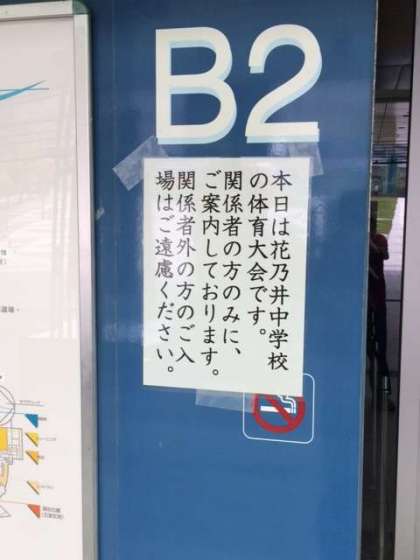 B2
本日は花乃井中学校
の体育大会です。
関係者の方のみに、
ご案内しております。
関係者外の方のご入
場はご遠慮ください。